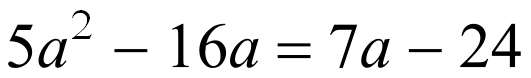 5a² − 16a = 7a − 24